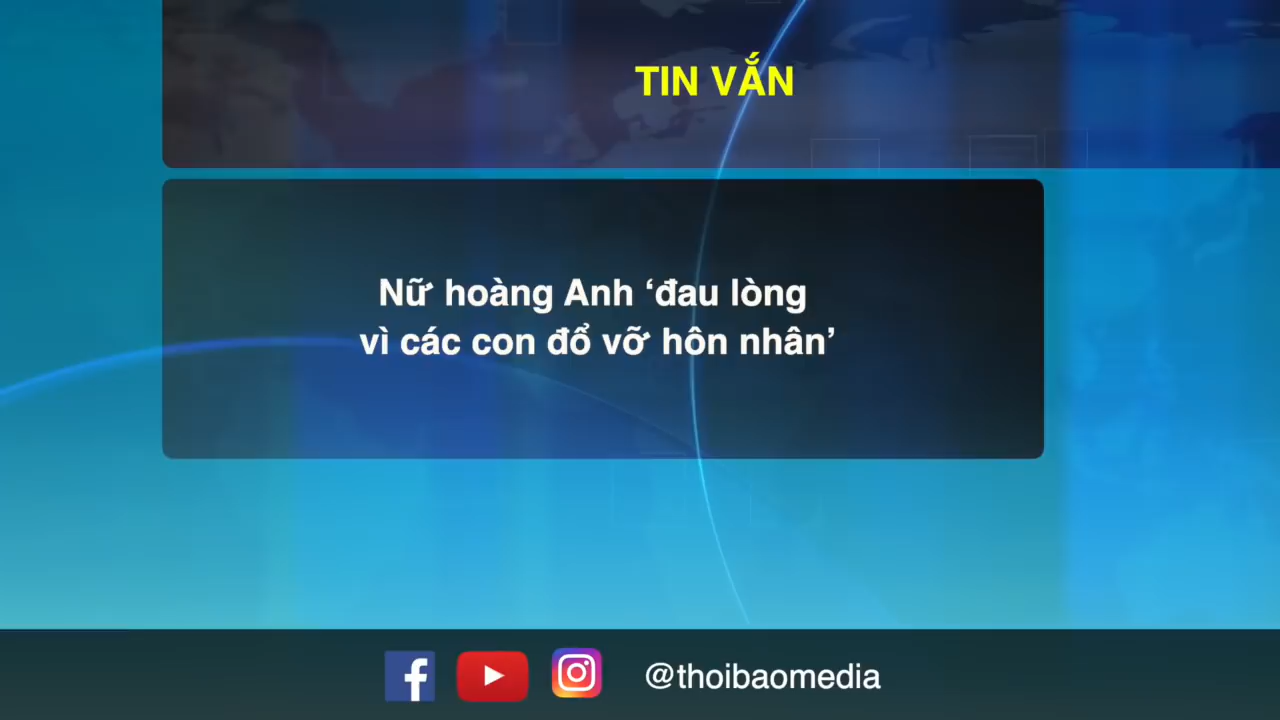 TIN VẮN
Nữ hoàng Anh ‘đau lòng
vì các con đổ vỡ hôn nhân’
@thoibaomedia